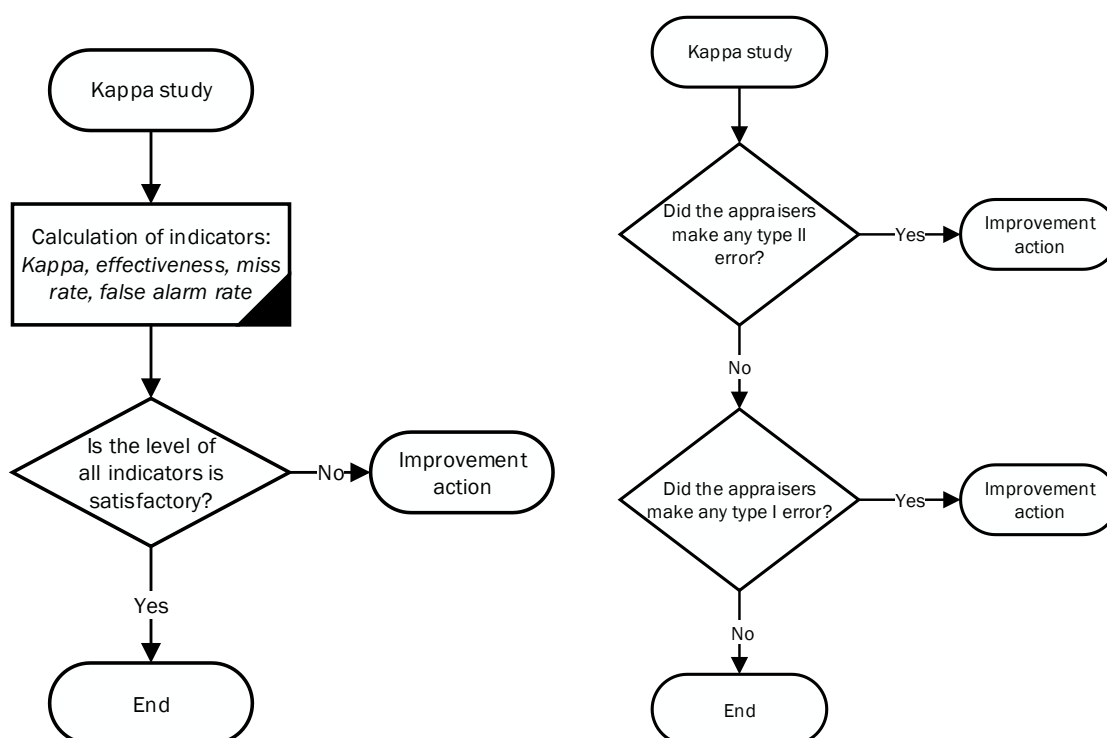 Kappa study
Calculation of indicators:
Kappa, effectiveness, miss
rate, false alarm rate
Is the level of
all indicators is
satisfactory?
No
Improvement
action
Yes
End
Kappa study
Did the appraisers
make any type II
error?
Yes
Improvement
action
No
Did the appraisers
make any type I error?
Yes
Improvement
action
No
End